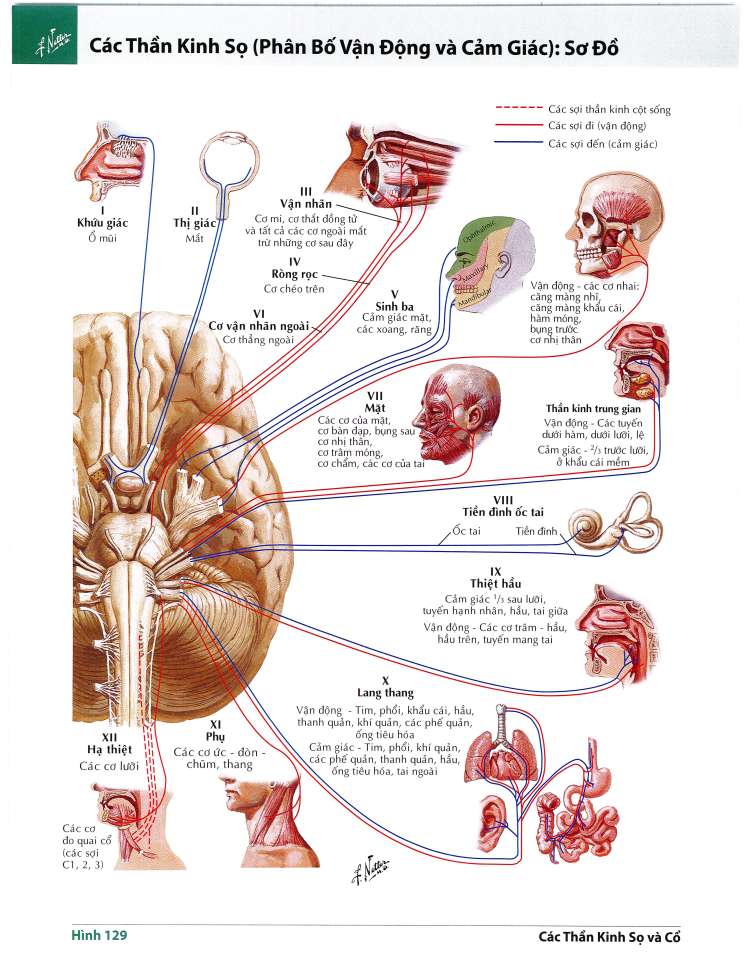 F. Netter M.D.
Các Thần Kinh Sọ (Phân Bố Vận Động và Cảm Giác): Sơ Đồ
Các sợi thần kinh cột sống
Các sợi đi (vận động)
Các sợi đến (cảm giác)
I
Khứu giác
Ổ mũi
II
Thị giác
Mắt
III
Vận nhãn
Cơ mi, cơ thắt đồng tử
và tất cả các cơ ngoài mắt
trừ những cơ sau đây
IV
Ròng rọc
Cơ chéo trên
VI
Cơ vận nhãn ngoài
Cơ thẳng ngoài
V
Sinh ba
Cảm giác mặt,
các xoang, răng
Ophthalmic
Maxillary
Mandibular
Vận động - các cơ nhai:
căng màng nhĩ,
căng màng khẩu cái,
hàm móng,
bụng trước
cơ nhị thân
VII
Mặt
Các cơ của mặt,
cơ bàn đạp, bụng sau
cơ nhị thân,
cơ trâm móng,
cơ chẩm, các cơ của tai
Thần kinh trung gian
Vận động - Các tuyến
dưới hàm, dưới lưỡi, lệ
Cảm giác - 2/3 trước lưỡi,
ở khẩu cái mềm
VIII
Tiền đình ốc tai
Ốc tai
Tiền đình
IX
Thiệt hầu
Cảm giác 1/3 sau lưỡi,
tuyến hạnh nhân, hầu, tai giữa
Vận động - Các cơ trâm - hầu,
hầu trên, tuyến mang tai
X
Lang thang
Vận động - Tim, phổi, khẩu cái, hầu,
thanh quản, khí quản, các phế quản,
ống tiêu hóa
Cảm giác - Tim, phổi, khí quản,
các phế quản, thanh quản, hầu,
ống tiêu hóa, tai ngoài
XII
Hạ thiệt
Các cơ lưỡi
XI
Phụ
Các cơ ức - đòn -
chũm, thang
Các cơ
do quai cổ
(các sợi
C1, 2, 3)
F. Netter M.D.
Hình 129
Các Thần Kinh Sọ và Cổ